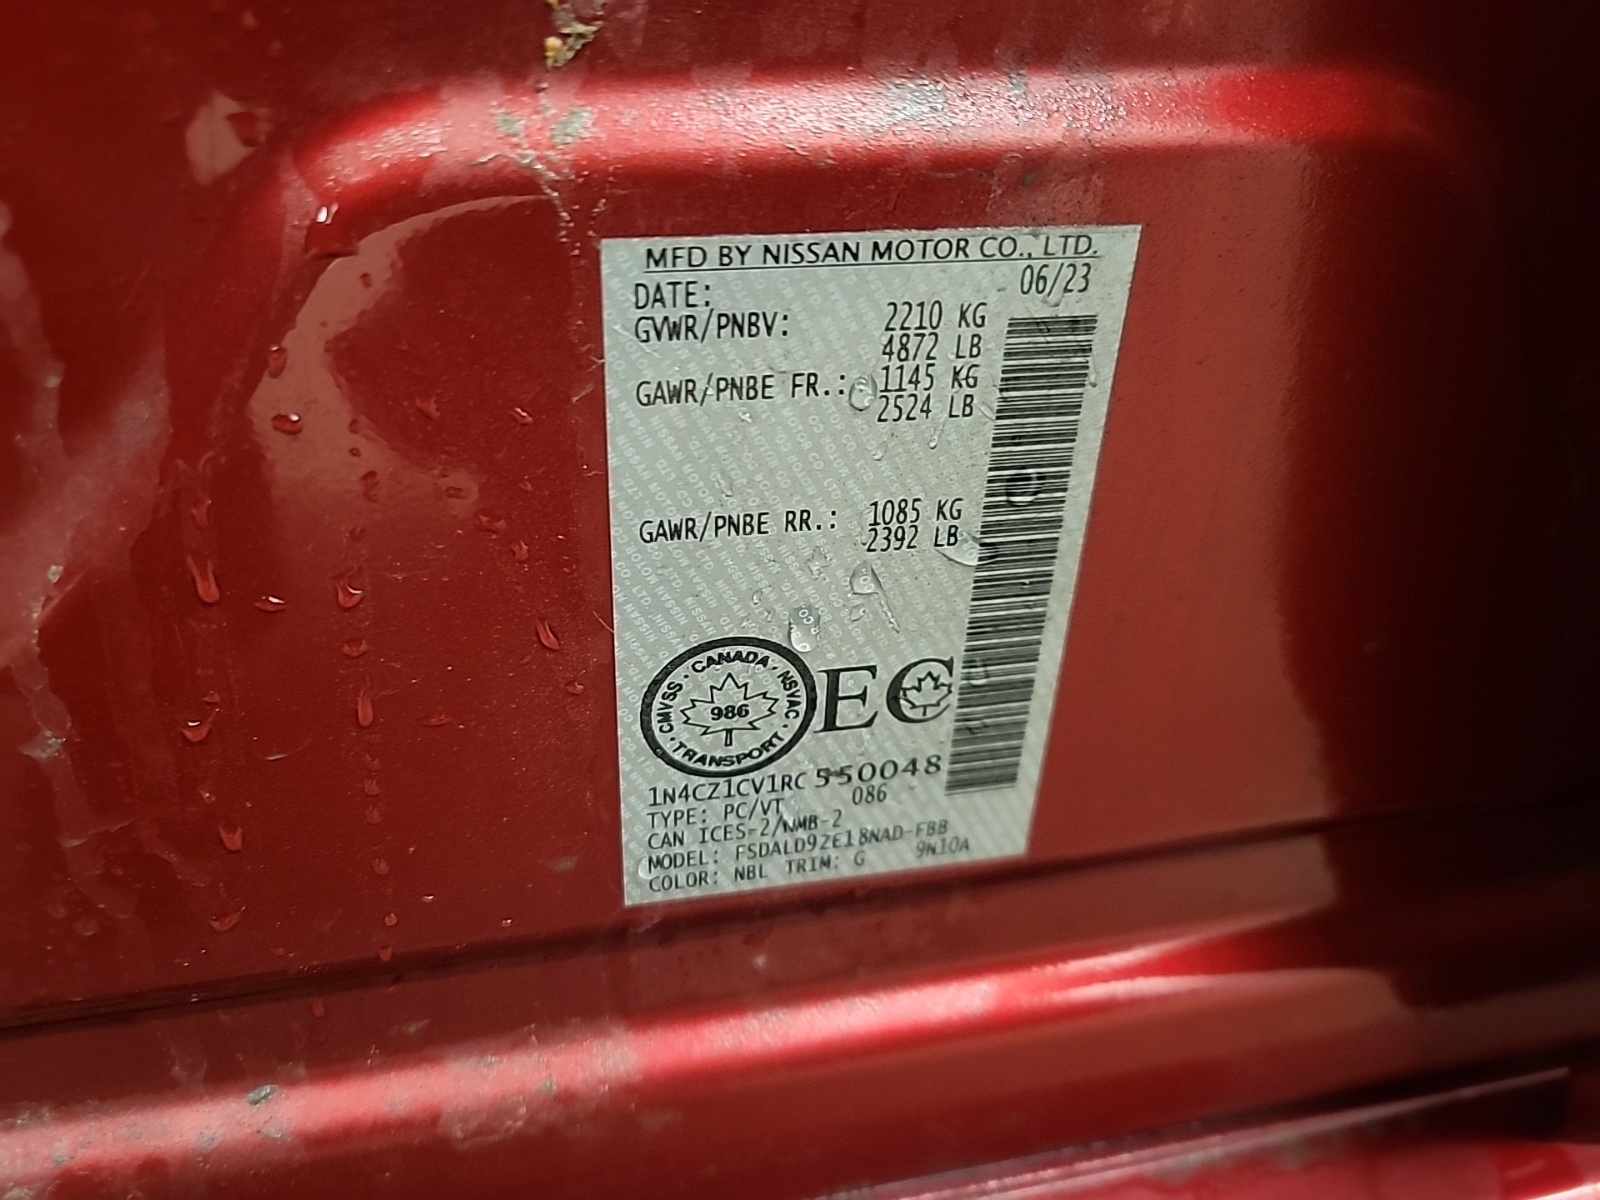 MFD BY NISSAN MOTOR CO., LTD.
DATE: 06/23
GVWR/PNBV: 2210 KG
4872 LB
GAWR/PNBE FR.: 1145 KG
2524 LB
GAWR/PNBE RR.: 1085 KG
2392 LB
CMVSS · CANADA · NSVAC · TRANSPORT
986
EC
1N4CZ1CV1RC550048
TYPE: PC/VT 086
CAN ICES-2/NMB-2
MODEL: FSDALD9ZE18NAD-FBB
COLOR: NBL TRIM: G 9N10A